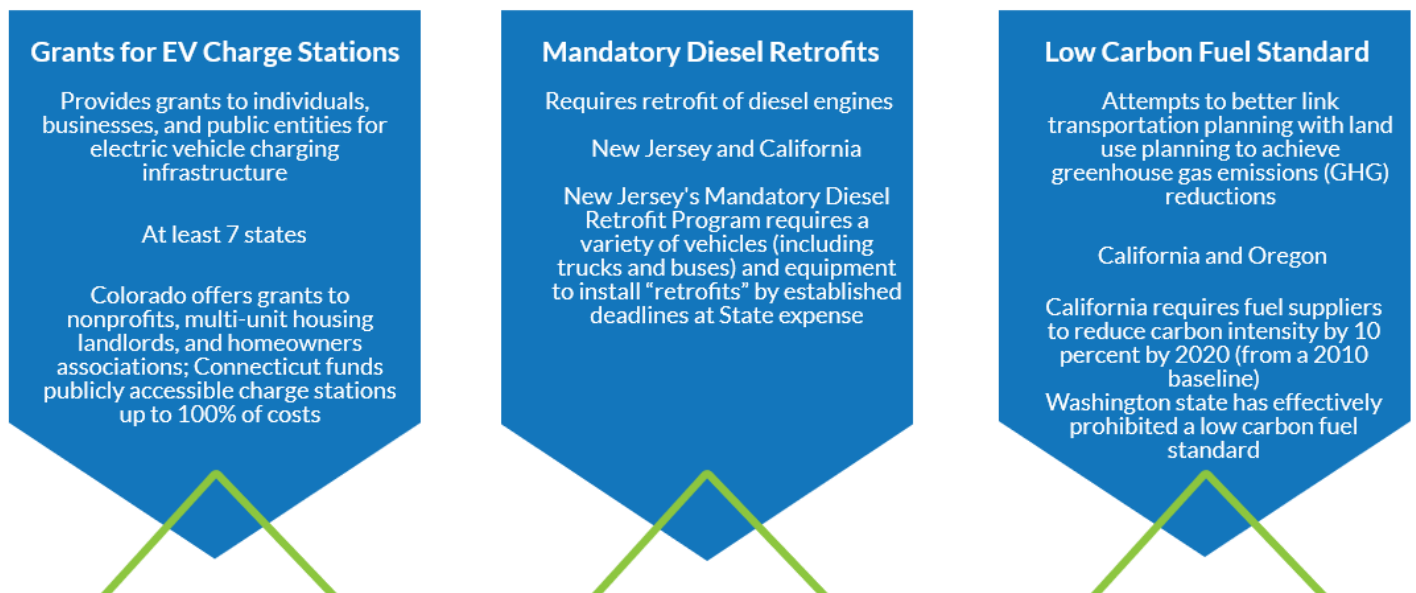 Grants for EV Charge Stations
Provides grants to individuals,
businesses, and public entities for
electric vehicle charging
infrastructure
At least 7 states
Colorado offers grants to
nonprofits, multi-unit housing
landlords, and homeowners
associations; Connecticut funds
publicly accessible charge stations
up to 100% of costs
Mandatory Diesel Retrofits
Requires retrofit of diesel engines
New Jersey and California
New Jersey's Mandatory Diesel
Retrofit Program requires a
variety of vehicles (including
trucks and buses) and equipment
to install “retrofits” by established
deadlines at State expense
Low Carbon Fuel Standard
Attempts to better link
transportation planning with land
use planning to achieve
greenhouse gas emissions (GHG)
reductions
California and Oregon
California requires fuel suppliers
to reduce carbon intensity by 10
percent by 2020 (from a 2010
baseline)
Washington state has effectively
prohibited a low carbon fuel
standard